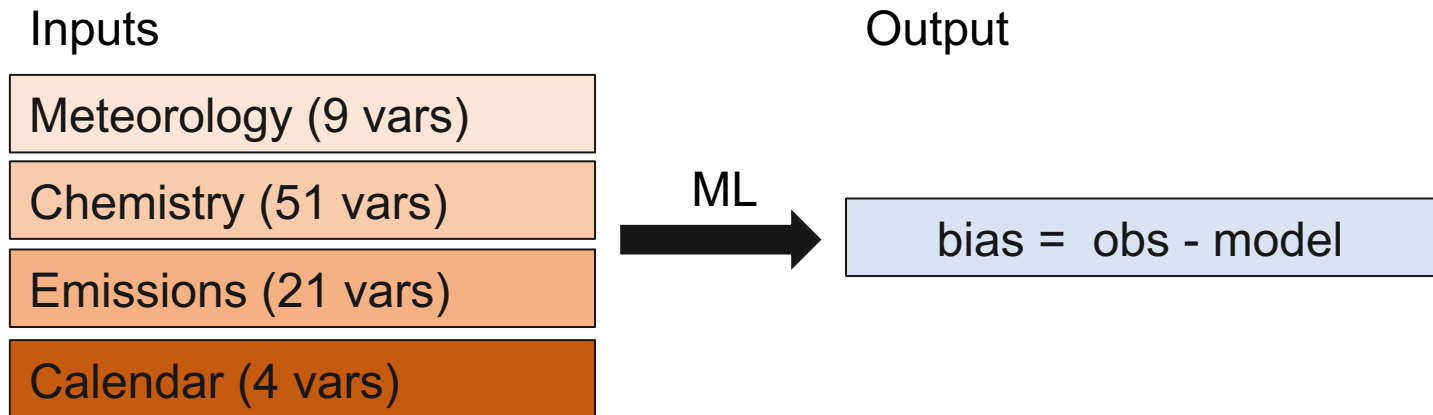 Inputs
Meteorology (9 vars)
Chemistry (51 vars)
Emissions (21 vars)
Calendar (4 vars)
ML
Output
bias = obs - model